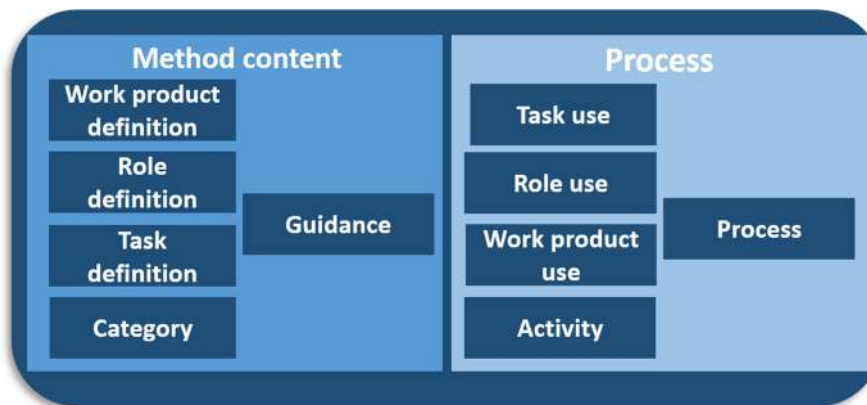 Method content
Work product
definition
Role
definition
Task
definition
Category
Guidance
Process
Task use
Role use
Work product
use
Activity
Process